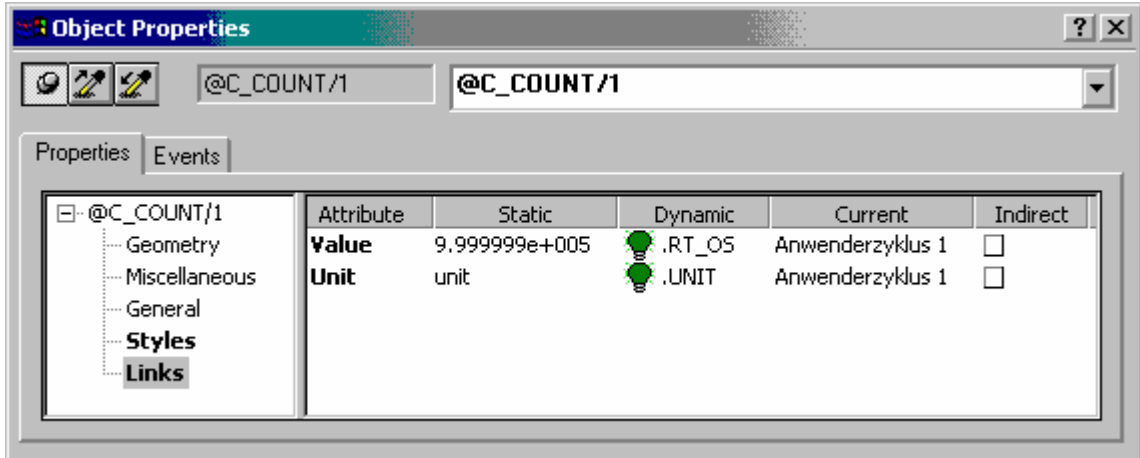 Object Properties
@C_COUNT/1 @C_COUNT/1
Properties Events
@C_COUNT/1
Geometry
Miscellaneous
General
Styles
Links
Attribute Static Dynamic Current Indirect
Value 9.999999e+005 .RT_OS Anwenderzyklus 1
Unit unit .UNIT Anwenderzyklus 1